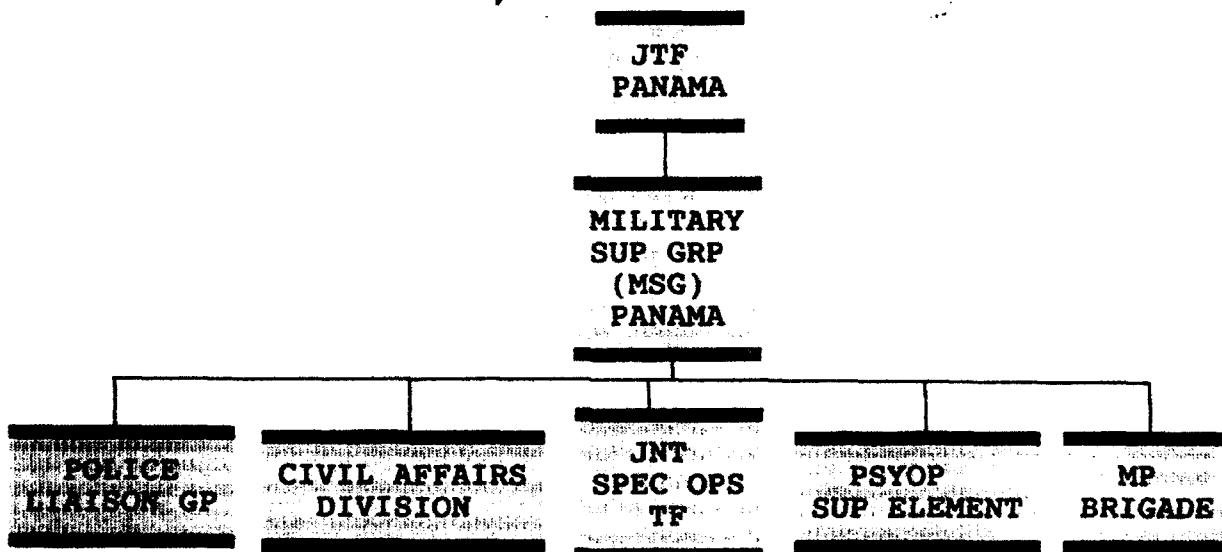 JTF
PANAMA
MILITARY
SUP GRP
(MSG)
PANAMA
POLICE
LIAISON GP
CIVIL AFFAIRS
DIVISION
JNT
SPEC OPS
TF
PSYOP
SUP ELEMENT
MP
BRIGADE